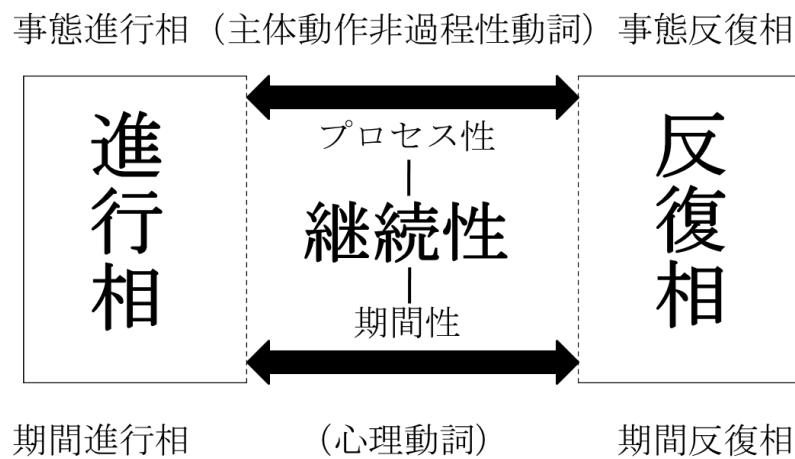 事態進行相（主体動作非過程性動詞）事態反復相
進行相
プロセス性
継続性
期間性
反復相
期間進行相 （心理動詞） 期間反復相